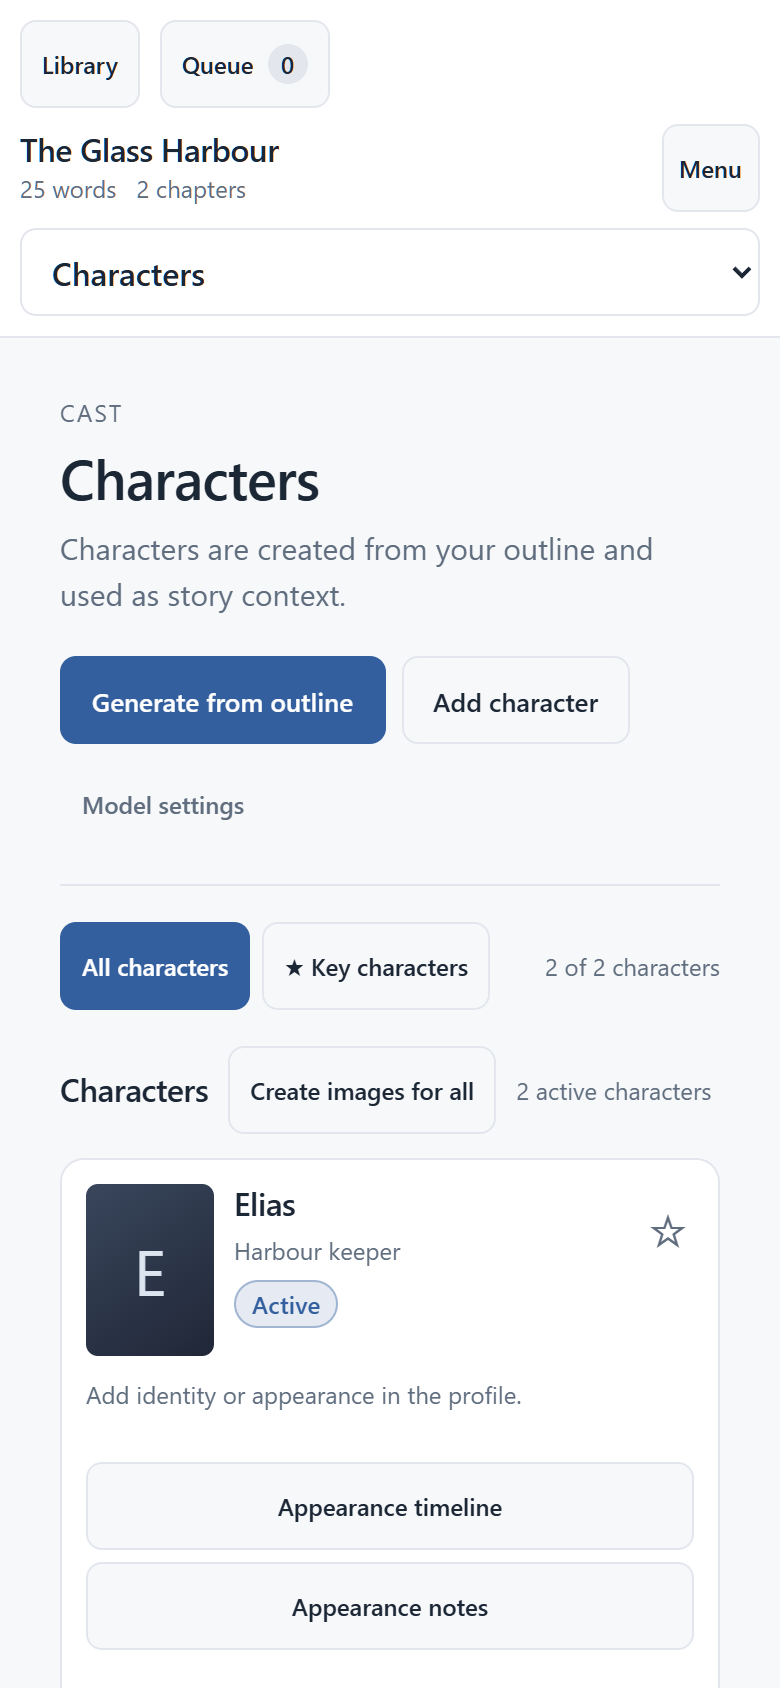 Library
Queue 0
The Glass Harbour
25 words 2 chapters
Menu
Characters
CAST
Characters
Characters are created from your outline and
used as story context.
Generate from outline
Add character
Model settings
All characters
★ Key characters
2 of 2 characters
Characters
Create images for all
2 active characters
E
Elias
Harbour keeper
Active
Add identity or appearance in the profile.
Appearance timeline
Appearance notes